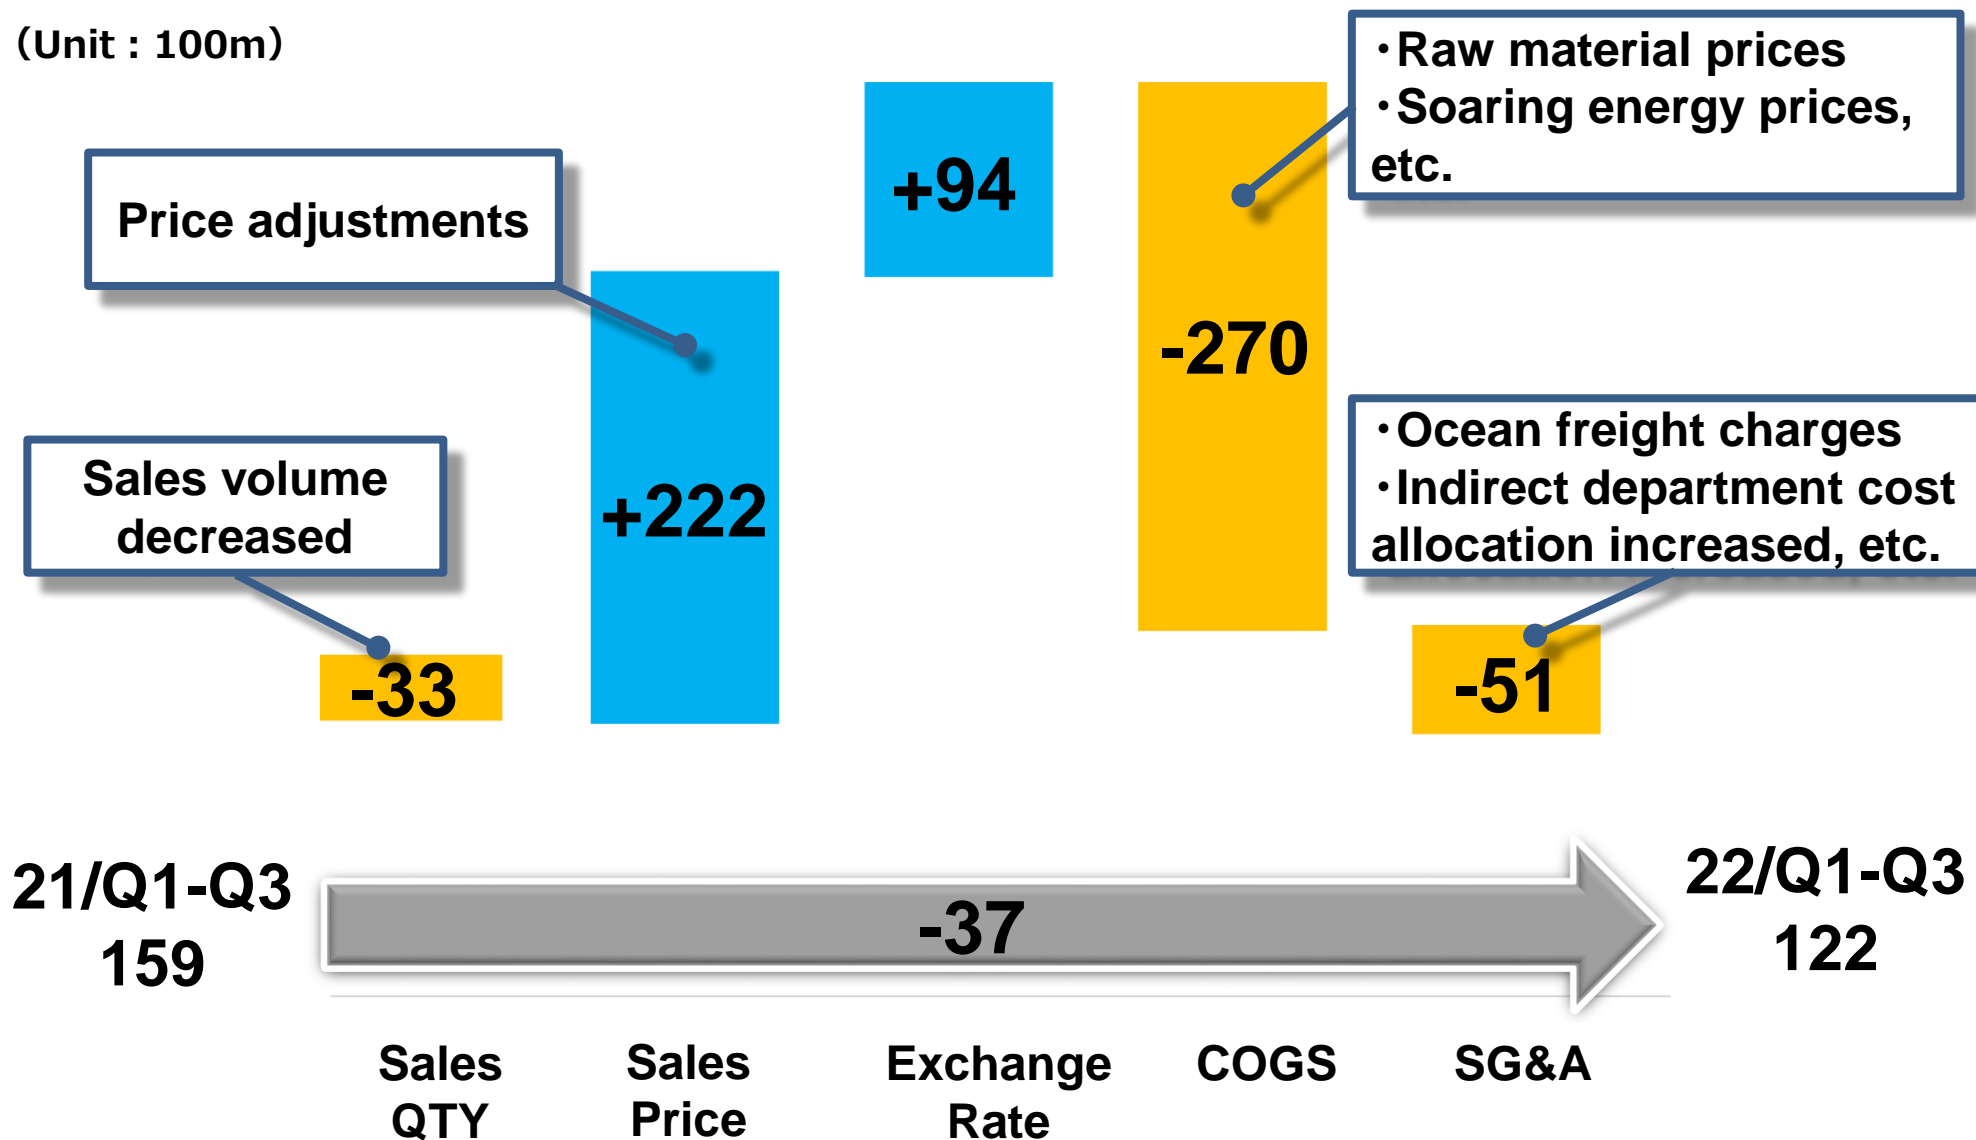 (Unit : 100m)
・Raw material prices
・Soaring energy prices,
etc.
+94
Price adjustments
-270
・Ocean freight charges
・Indirect department cost
allocation increased, etc.
Sales volume
decreased
+222
-33
-51
21/Q1-Q3
159
-37
22/Q1-Q3
122
Sales
QTY
Sales
Price
Exchange
Rate
COGS
SG&A